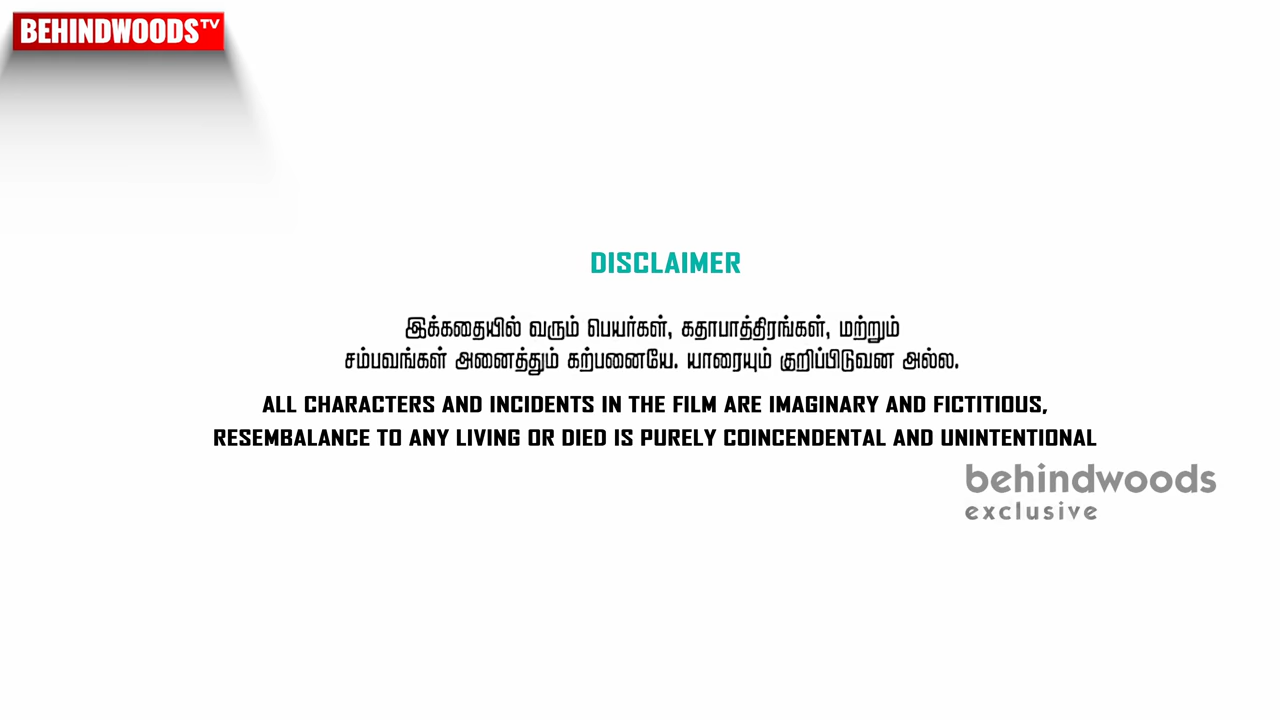 BEHINDWOODS TV
DISCLAIMER
இக்கதையில் வரும் பெயர்கள், கதாபாத்திரங்கள், மற்றும்
சம்பவங்கள் அனைத்தும் கற்பனையே. யாரையும் குறிப்பிடுவன அல்ல.
ALL CHARACTERS AND INCIDENTS IN THE FILM ARE IMAGINARY AND FICTITIOUS,
RESEMBALANCE TO ANY LIVING OR DIED IS PURELY COINCENDENTAL AND UNINTENTIONAL
behindwoods
exclusive